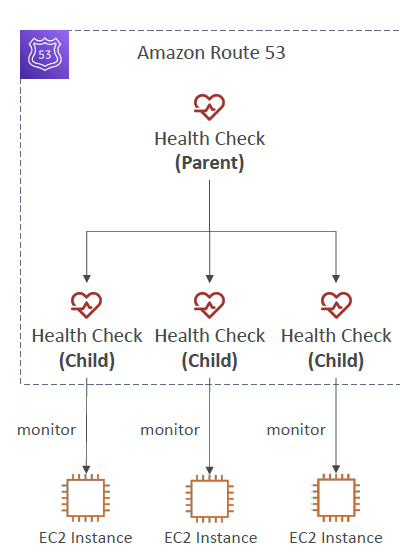 53
Amazon Route 53
Health Check
(Parent)
Health Check
(Child)
Health Check
(Child)
Health Check
(Child)
monitor
monitor
monitor
EC2 Instance
EC2 Instance
EC2 Instance